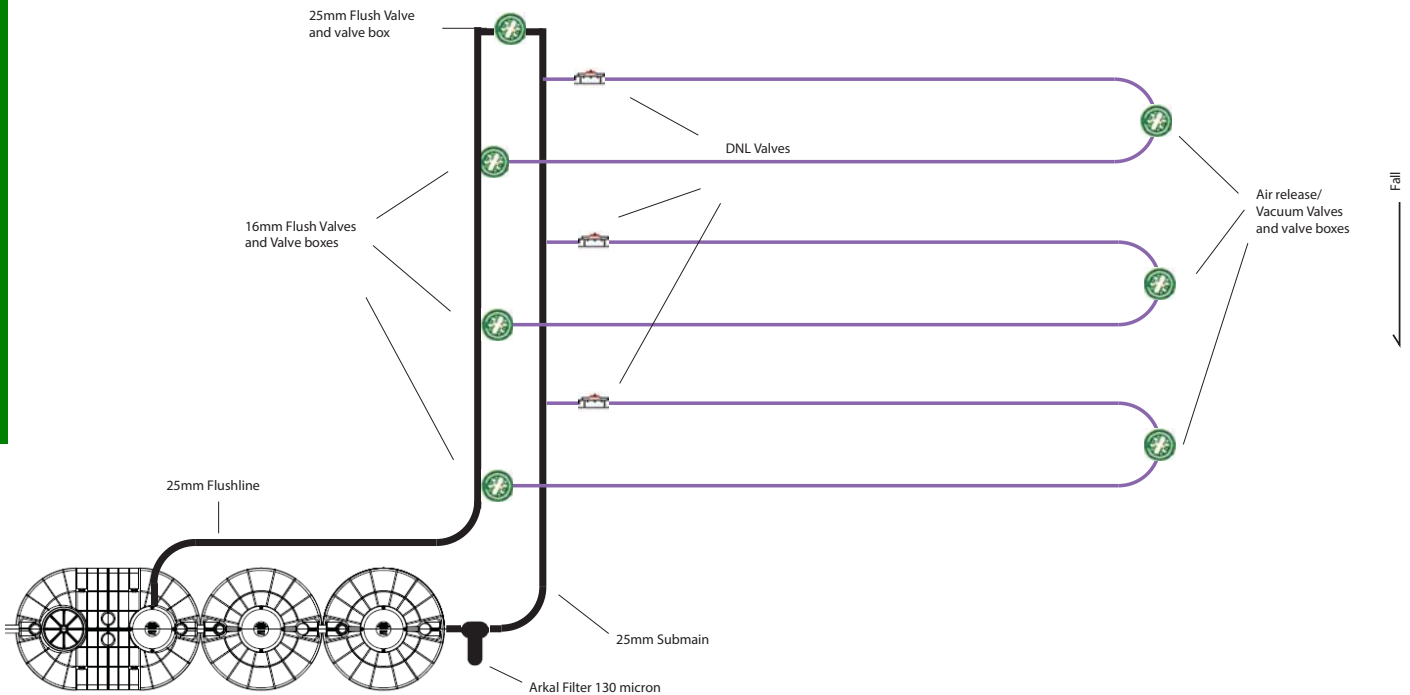 25mm Flush Valve
and valve box
DNL Valves
Air release/
Vacuum Valves
and valve boxes
Fall
16mm Flush Valves
and Valve boxes
25mm Flushline
25mm Submain
Arkal Filter 130 micron